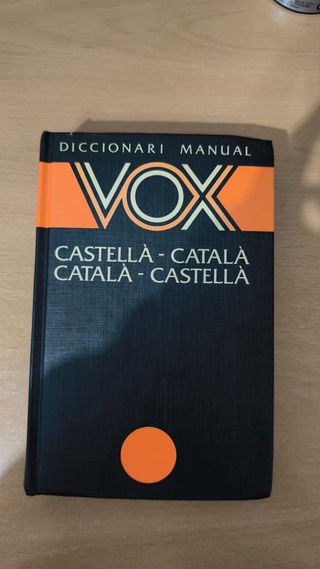 DICCIONARI MANUAL
VOX
CASTELLÀ - CATALÀ
CATALÀ - CASTELLÀ